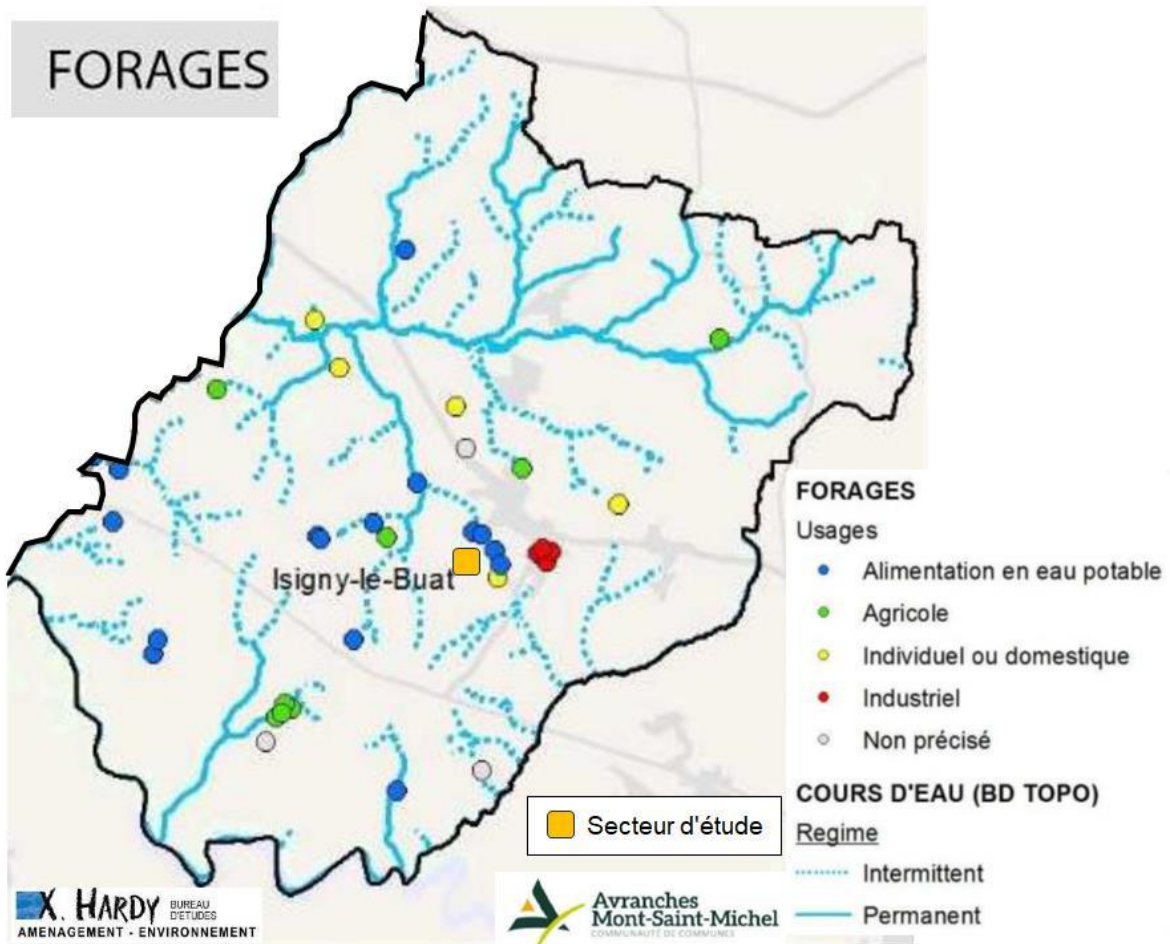 FORAGES
Isigny-le-Buat
FORAGES
Usages
Alimentation en eau potable
Agricole
Individuel ou domestique
Industriel
Non précisé
COURS D'EAU (BD TOPO)
Regime
Intermittent
Permanent
Secteur d'étude
X. HARDY BUREAU D'ETUDES
AMENAGEMENT - ENVIRONNEMENT
Avranches
Mont-Saint-Michel
COMMUNAUTÉ DE COMMUNES